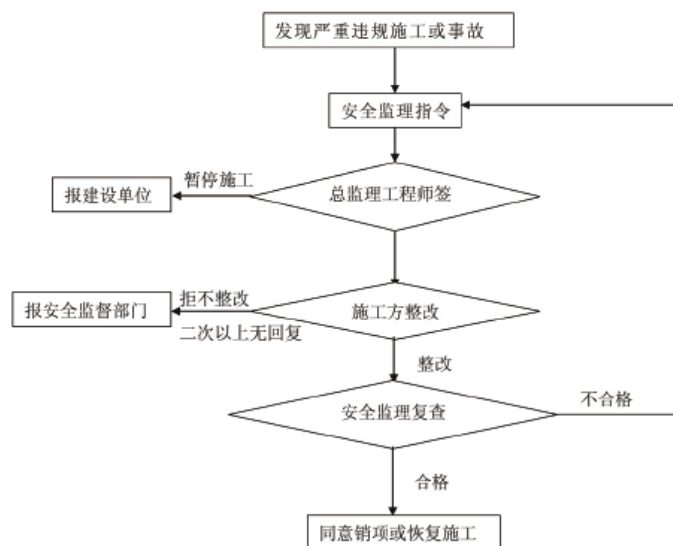 发现严重违规施工或事故
安全监理指令
暂停施工
报建设单位
总监理工程师签
报安全监督部门
拒不整改
二次以上无回复
施工方整改
整改
安全监理复查
不合格
合格
同意销项或恢复施工